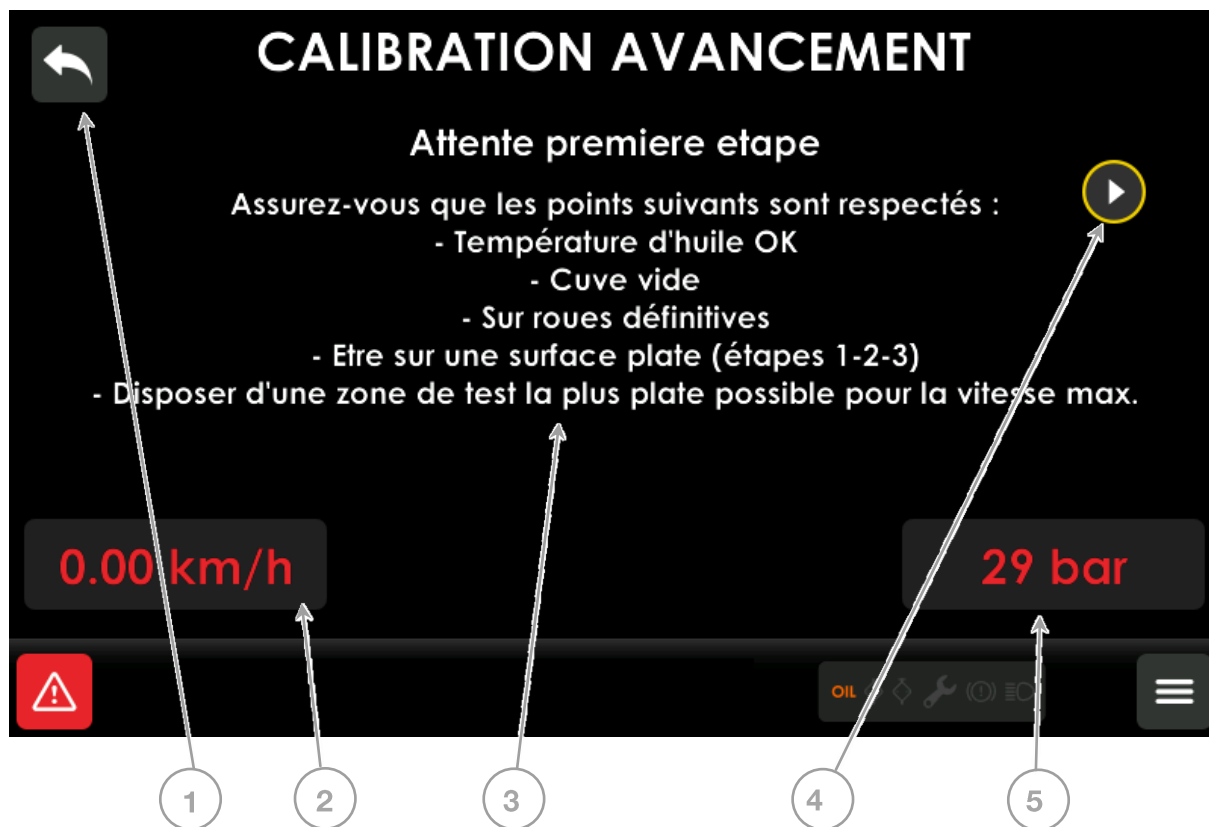 CALIBRATION AVANCEMENT
Attente premiere etape
Assurez-vous que les points suivants sont respectés :
- Température d'huile OK
- Cuve vide
- Sur roues définitives
- Etre sur une surface plate (étapes 1-2-3)
- Disposer d'une zone de test la plus plate possible pour la vitesse max.
0.00 km/h
29 bar
OIL
1
2
3
4
5